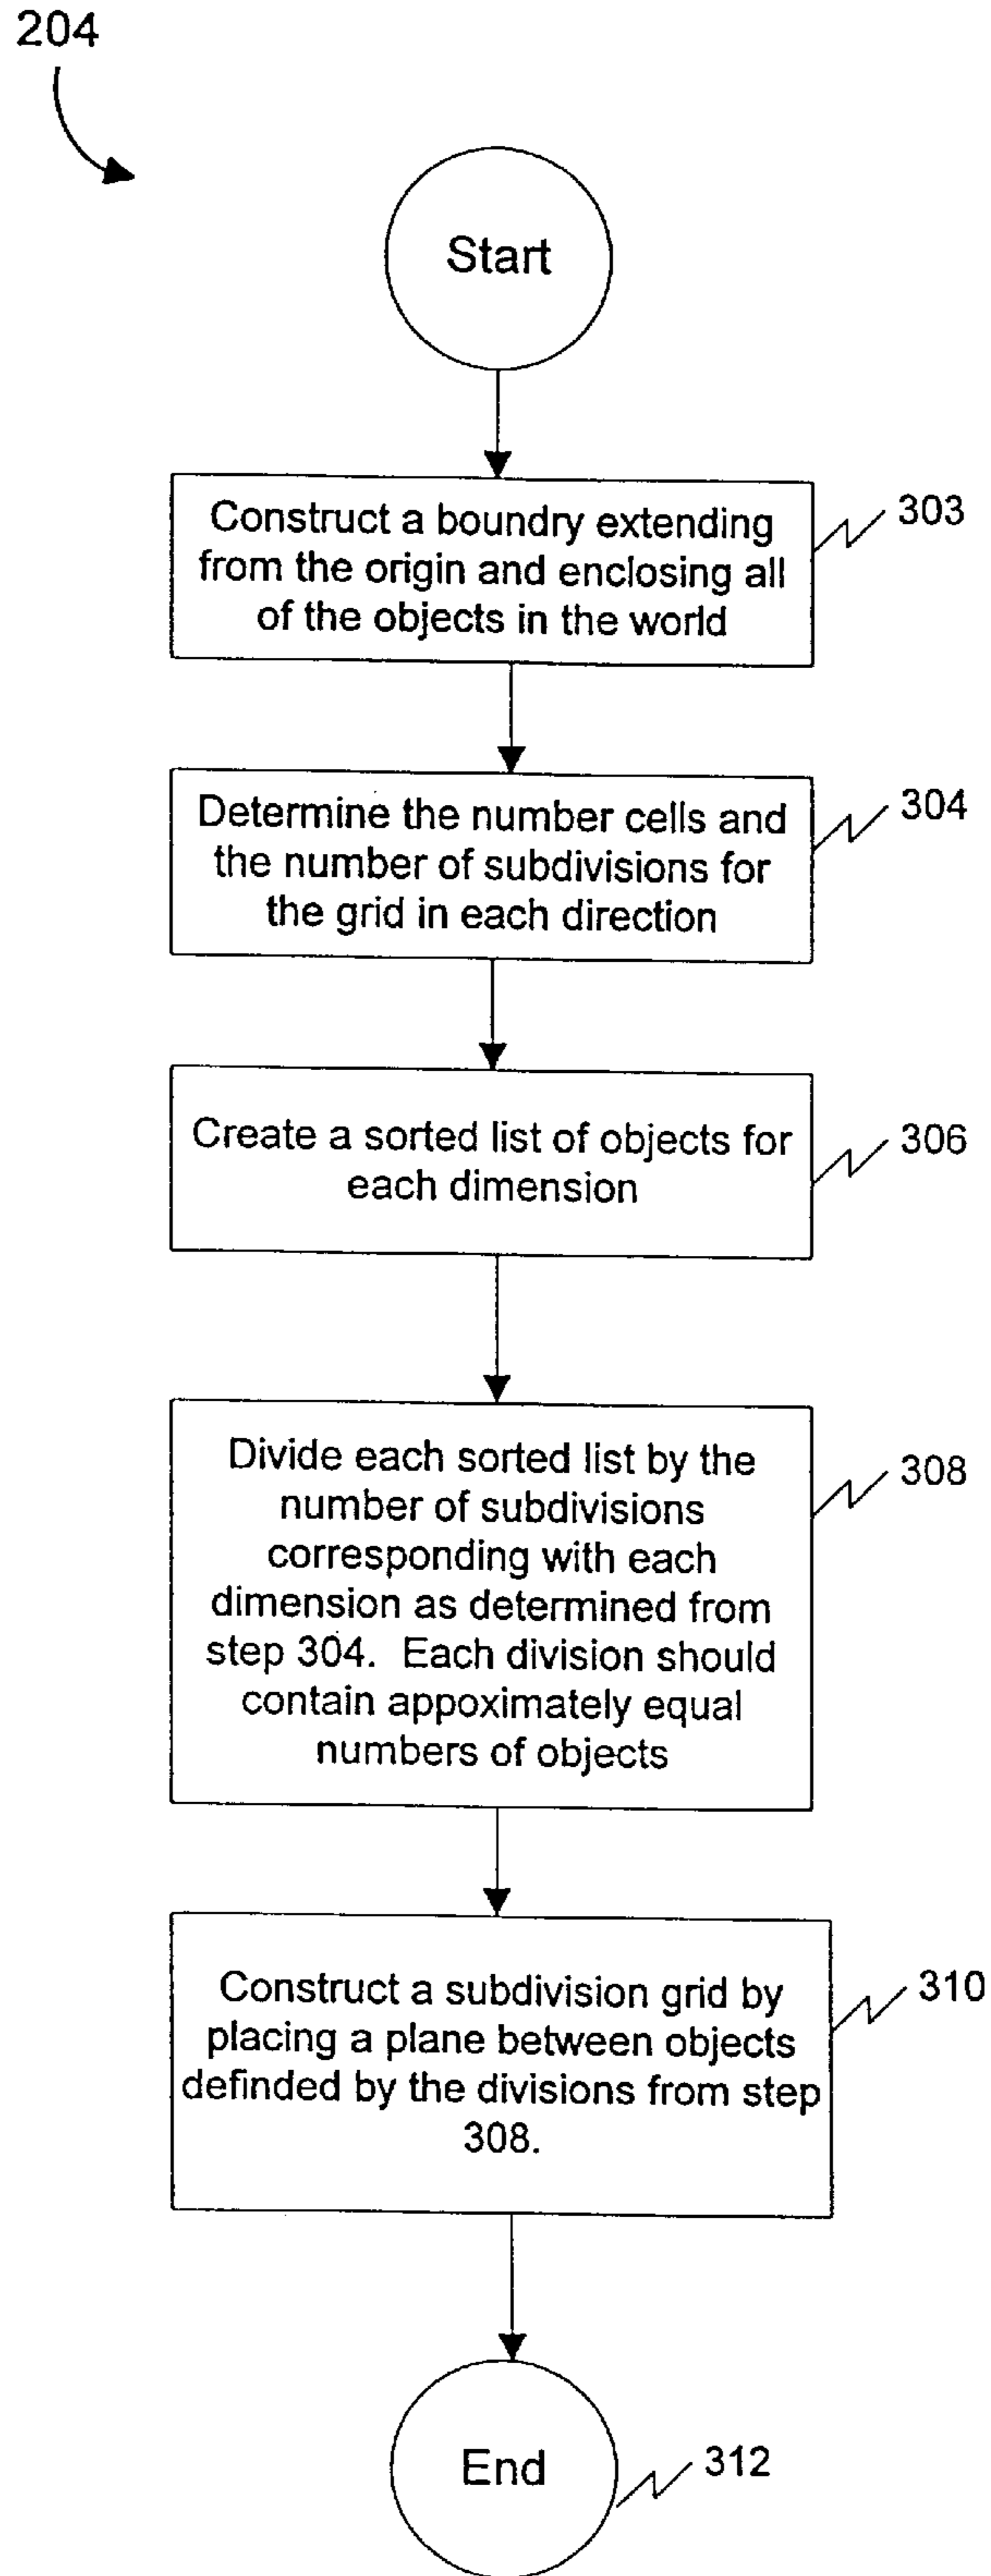 204
Start
Construct a boundry extending
from the origin and enclosing all
of the objects in the world
303
Determine the number cells and
the number of subdivisions for
the grid in each direction
304
Create a sorted list of objects for
each dimension
306
Divide each sorted list by the
number of subdivisions
corresponding with each
dimension as determined from
step 304. Each division should
contain appoximately equal
numbers of objects
308
Construct a subdivision grid by
placing a plane between objects
definded by the divisions from step
308.
310
End
312